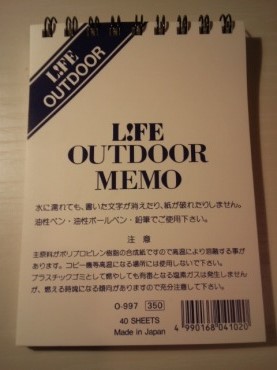 L!FE
OUTDOOR
L!FE
OUTDOOR
MEMO
水に濡れても、書いた文字が消えたり、紙が破れたりしません。
油性ペン・油性ボールペン・鉛筆でご使用下さい。
注 意
主原料がポリプロピレン樹脂の合成紙ですので高温により溶融する事が
あります。コピー機等高温になる場所には使用しないで下さい。
プラスチックゴミとして燃やしても有害となる塩素ガスは発生しません
が、燃える時煤になる傾向がありますので充分注意して下さい。
O-997 350
40 SHEETS
Made in Japan
4 990168 041020